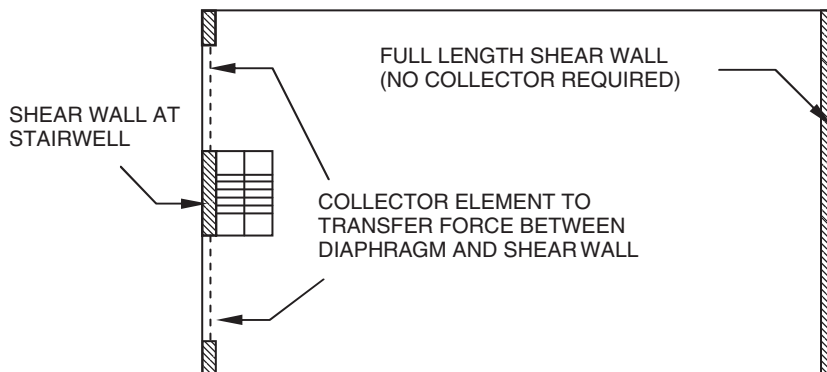 FULL LENGTH SHEAR WALL
(NO COLLECTOR REQUIRED)
SHEAR WALL AT
STAIRWELL
COLLECTOR ELEMENT TO
TRANSFER FORCE BETWEEN
DIAPHRAGM AND SHEAR WALL